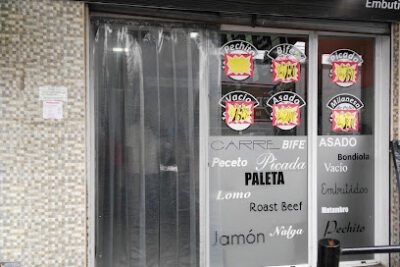 Embuti
Pechito
Bife
Picado
Vacio
Asado
Milanesa
CARRE BIFE
Peceto Picada
PALETA
Lomo
Roast Beef
Jamón Nalga
ASADO
Bondiola
Vacio
Embutidos
Matambre
Pechito